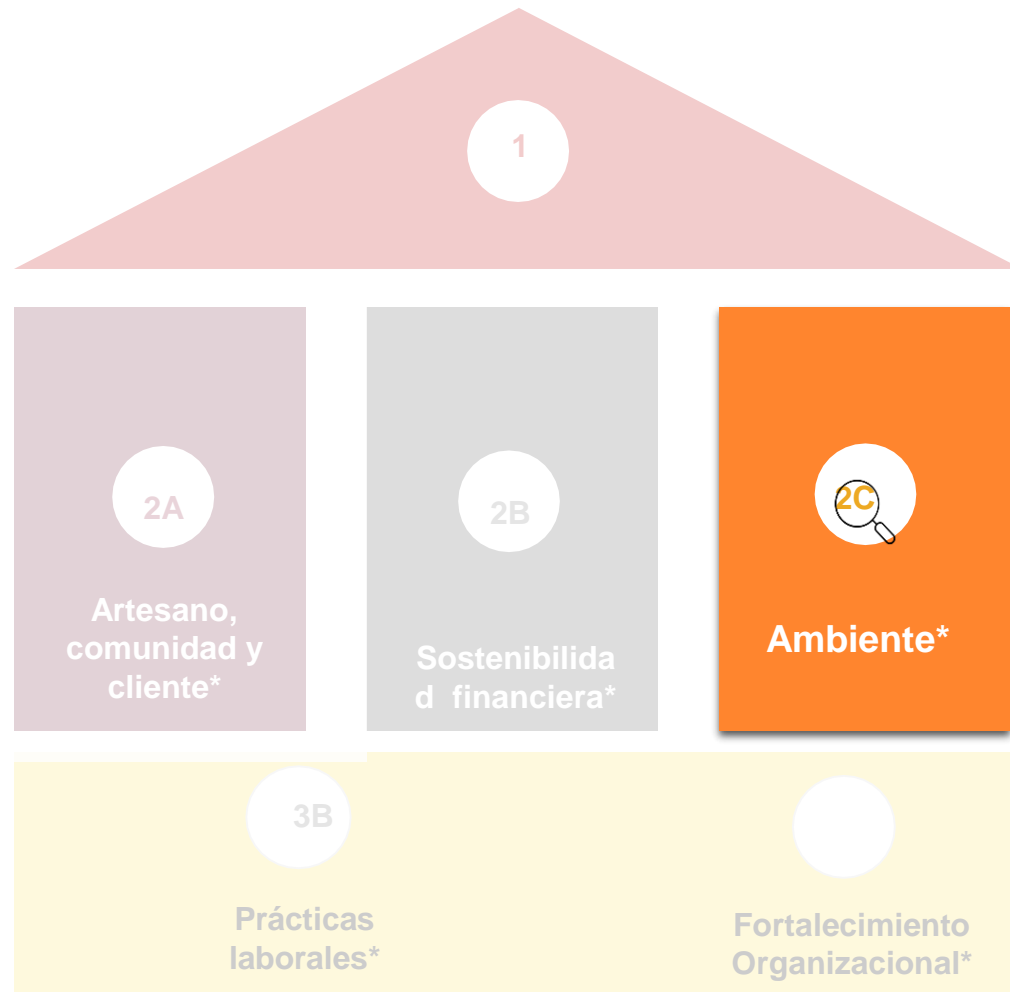 1
2A
Artesano,
comunidad y
cliente*
2B
Sostenibilida
d financiera*
2C
Ambiente*
3B
Prácticas
laborales*
Fortalecimiento
Organizacional*